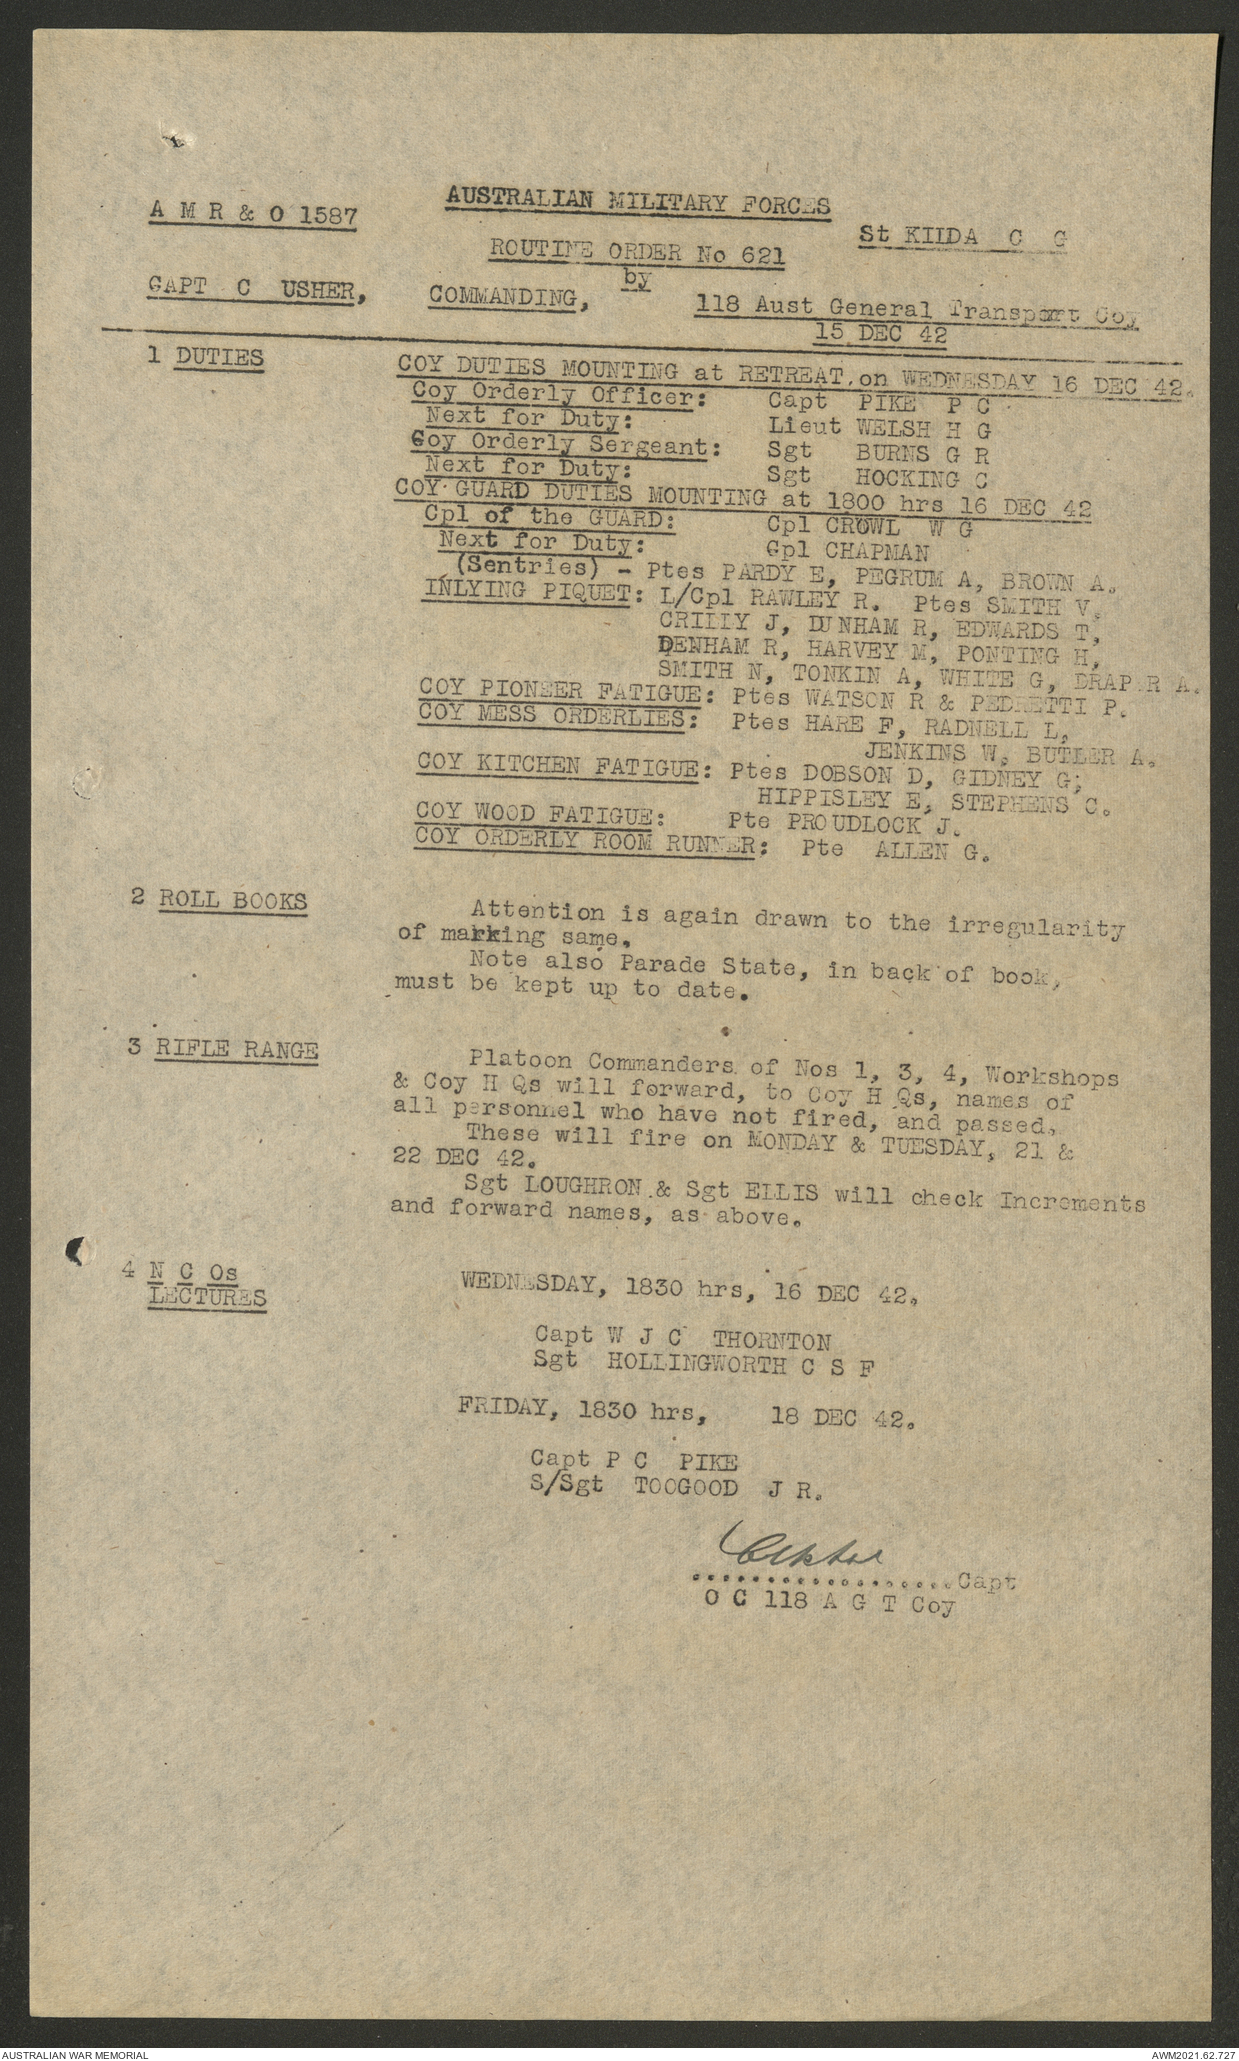 AUSTRALIAN MILITARY FORCES
A M R & O 1587
St KILDA C G
ROUTINE ORDER No 621
by
CAPT C USHER, COMMANDING, 118 Aust General Transport Coy
15 DEC 42
1 DUTIES
COY DUTIES MOUNTING at RETREAT, on WEDNESDAY 16 DEC 42.
Coy Orderly Officer: Capt PIKE P C
Next for Duty: Lieut WELSH H G
Coy Orderly Sergeant: Sgt BURNS G R
Next for Duty: Sgt HOCKING C
COY GUARD DUTIES MOUNTING at 1800 hrs 16 DEC 42
Cpl of the GUARD: Cpl CROWL W G
Next for Duty: Cpl CHAPMAN
(Sentries) - Ptes PARDY E, PEGRUM A, BROWN A.
INLYING PIQUET: L/Cpl RAWLEY R. Ptes SMITH V,
CRILLY J, DUNHAM R, EDWARDS T,
DENHAM R, HARVEY M, PONTING H,
SMITH N, TONKIN A, WHITE G, DRAPER A.
COY PIONEER FATIGUE: Ptes WATSON R & PEDRETTI P.
COY MESS ORDERLIES: Ptes HARE F, RADNELL L,
JENKINS W, BUTLER A.
COY KITCHEN FATIGUE: Ptes DOBSON D, GIDNEY G,
HIPPISLEY E, STEPHENS C.
COY WOOD FATIGUE: Pte PROUDLOCK J.
COY ORDERLY ROOM RUNNER: Pte ALLEN G.
2 ROLL BOOKS
Attention is again drawn to the irregularity
of marking same.
Note also Parade State, in back of book,
must be kept up to date.
3 RIFLE RANGE
Platoon Commanders of Nos 1, 3, 4, Workshops
& Coy H Qs will forward, to Coy H Qs, names of
all personnel who have not fired, and passed.
These will fire on MONDAY & TUESDAY, 21 &
22 DEC 42.
Sgt LOUGHRON & Sgt ELLIS will check Increments
and forward names, as above.
4 N C Os
LECTURES
WEDNESDAY, 1830 hrs, 16 DEC 42.
Capt W J C THORNTON
Sgt HOLLINGWORTH C S F
FRIDAY, 1830 hrs, 18 DEC 42.
Capt P C PIKE
S/Sgt TOOGOOD J R.
...................Capt
O C 118 A G T Coy
AUSTRALIAN WAR MEMORIAL
AWM2021.62.727